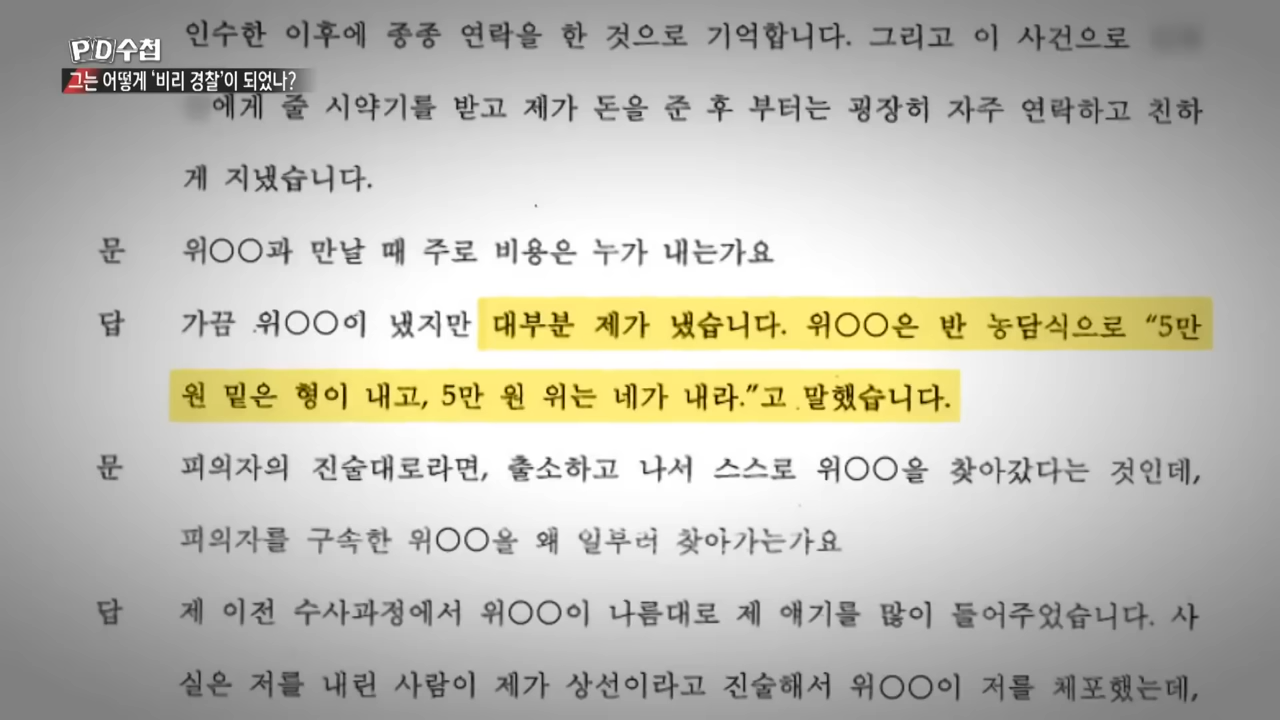 PD수첩
그는 어떻게 '비리 경찰'이 되었나?
인수한 이후에 종종 연락을 한 것으로 기억합니다. 그리고 이 사건으로
에게 줄 시약기를 받고 제가 돈을 준 후 부터는 굉장히 자주 연락하고 친하
게 지냈습니다.
문 위○○과 만날 때 주로 비용은 누가 내는가요
답 가끔 위○○이 냈지만 대부분 제가 냈습니다. 위○○은 반 농담식으로 “5만
원 밑은 형이 내고, 5만 원 위는 네가 내라.”고 말했습니다.
문 피의자의 진술대로라면, 출소하고 나서 스스로 위○○을 찾아갔다는 것인데,
피의자를 구속한 위○○을 왜 일부러 찾아가는가요
답 제 이전 수사과정에서 위○○이 나름대로 제 얘기를 많이 들어주었습니다. 사
실은 저를 내린 사람이 제가 상선이라고 진술해서 위○○이 저를 체포했는데,